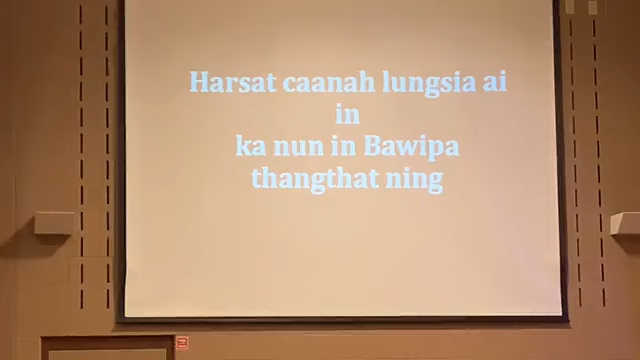 Harsat caanah lungsia ai
in
ka nun in Bawipa
thangthat ning